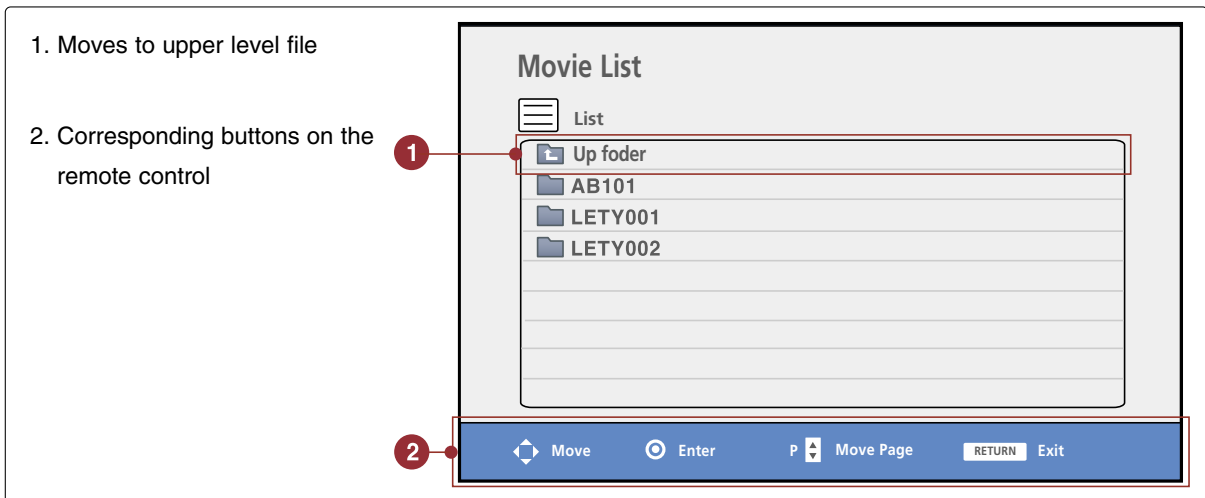 1. Moves to upper level file
2. Corresponding buttons on the
remote control
Movie List
List
1
Up foder
AB101
LETY001
LETY002
2
Move Enter P Move Page RETURN Exit